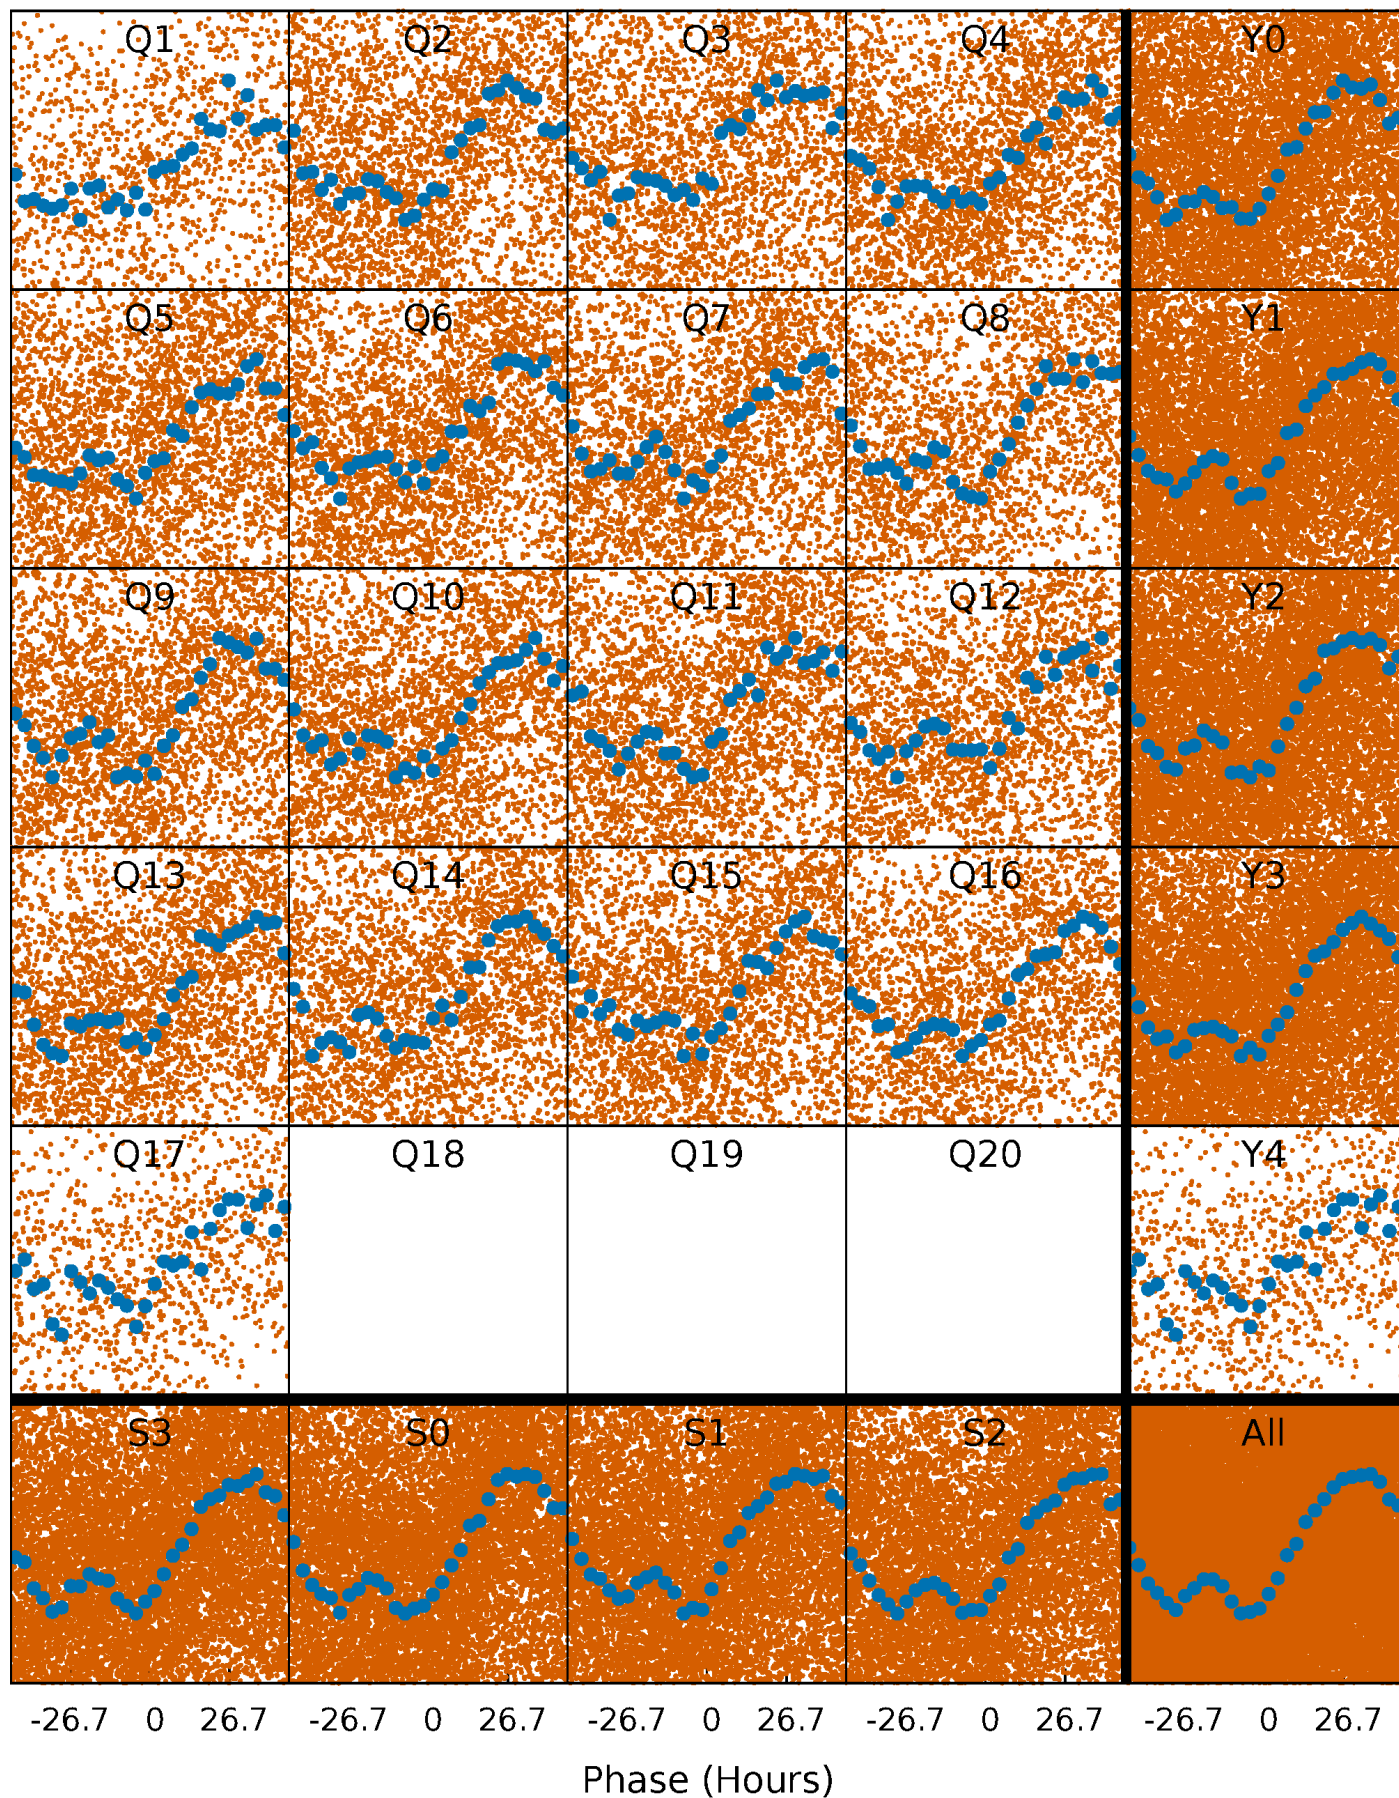 Q1 Q2 Q3 Q4 Y0
Q5 Q6 Q7 Q8 Y1
Q9 Q10 Q11 Q12 Y2
Q13 Q14 Q15 Q16 Y3
Q17 Q18 Q19 Q20 Y4
S3 S0 S1 S2 All
-26.7 0 26.7 -26.7 0 26.7 -26.7 0 26.7 -26.7 0 26.7 -26.7 0 26.7
Phase (Hours)